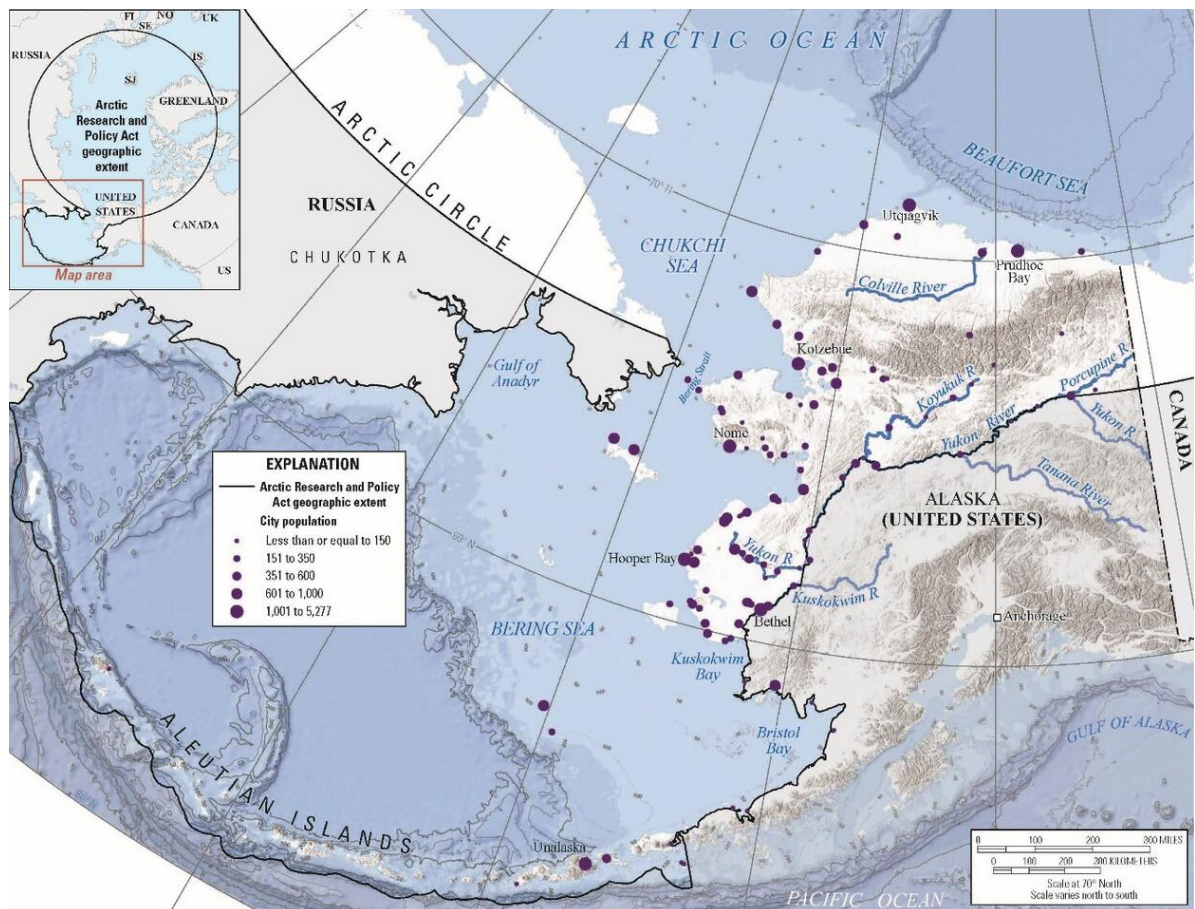 FI
NO
UK
SE
RUSSIA
IS
SJ
GREENLAND
Arctic
Research and
Policy Act
geographic
extent
UNITED
STATES
CANADA
Map area
US
ARCTIC OCEAN
BEAUFORT SEA
ARCTIC CIRCLE
70° N
RUSSIA
CHUKOTKA
CHUKCHI
SEA
Utqiagvik
Prudhoe
Bay
Colville River
Gulf of
Anadyr
Bering Strait
Kotzebue
Koyukuk R
Porcupine R
Yukon R
Yukon River
CANADA
Nome
Tanana River
ALASKA
(UNITED STATES)
EXPLANATION
Arctic Research and Policy
Act geographic extent
City population
Less than or equal to 150
151 to 350
351 to 600
601 to 1,000
1,001 to 5,277
60° N
Hooper Bay
Yukon R
Kuskokwim R
Bethel
Anchorage
BERING SEA
Kuskokwim
Bay
Bristol
Bay
GULF OF ALASKA
ALEUTIAN ISLANDS
Unalaska
PACIFIC OCEAN
0 100 200 300 MILES
0 100 200 300 KILOMETERS
Scale at 70° North
Scale varies north to south